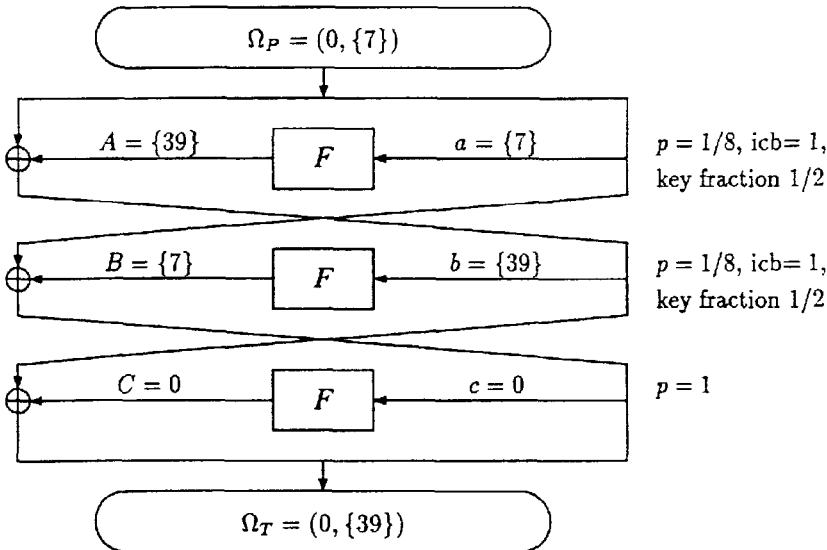 Ω_P = (0, {7})
A = {39}
F
a = {7}
p = 1/8, icb= 1,
key fraction 1/2
B = {7}
F
b = {39}
p = 1/8, icb= 1,
key fraction 1/2
C = 0
F
c = 0
p = 1
Ω_T = (0, {39})